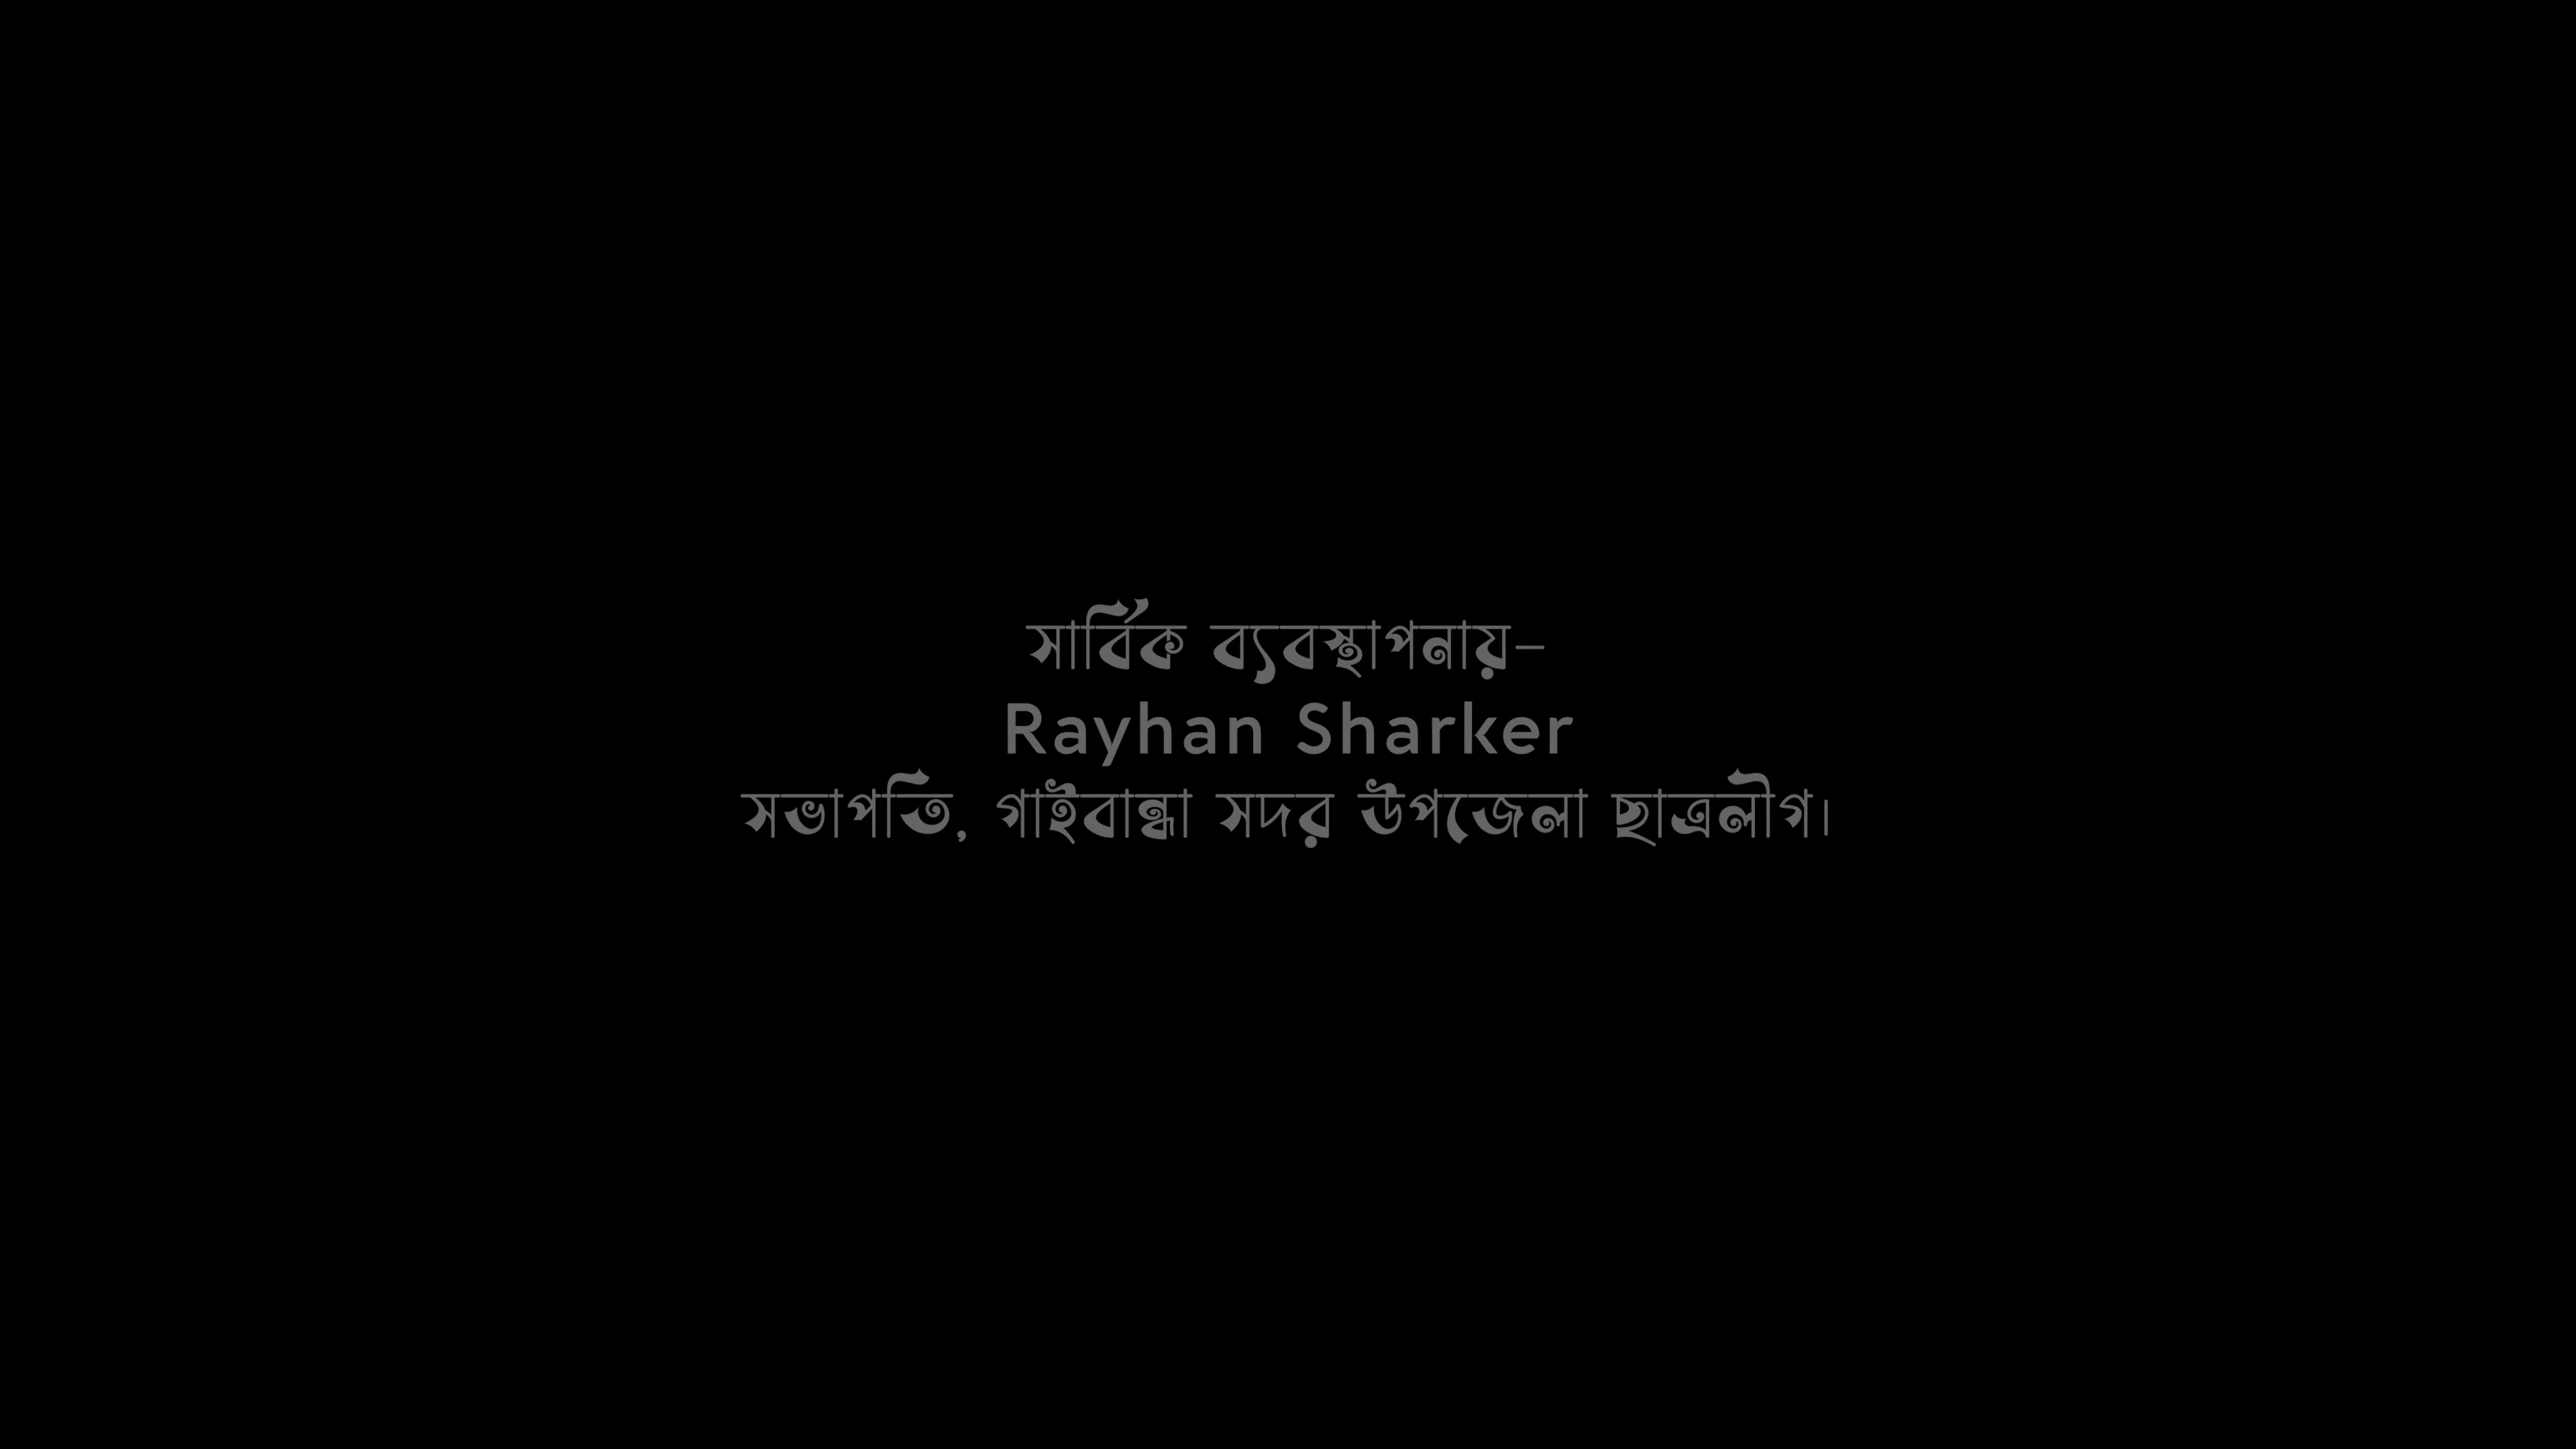 সার্বিক ব্যবস্থাপনায়-
Rayhan Sharker
সভাপতি, গাইবান্ধা সদর উপজেলা ছাত্রলীগ।